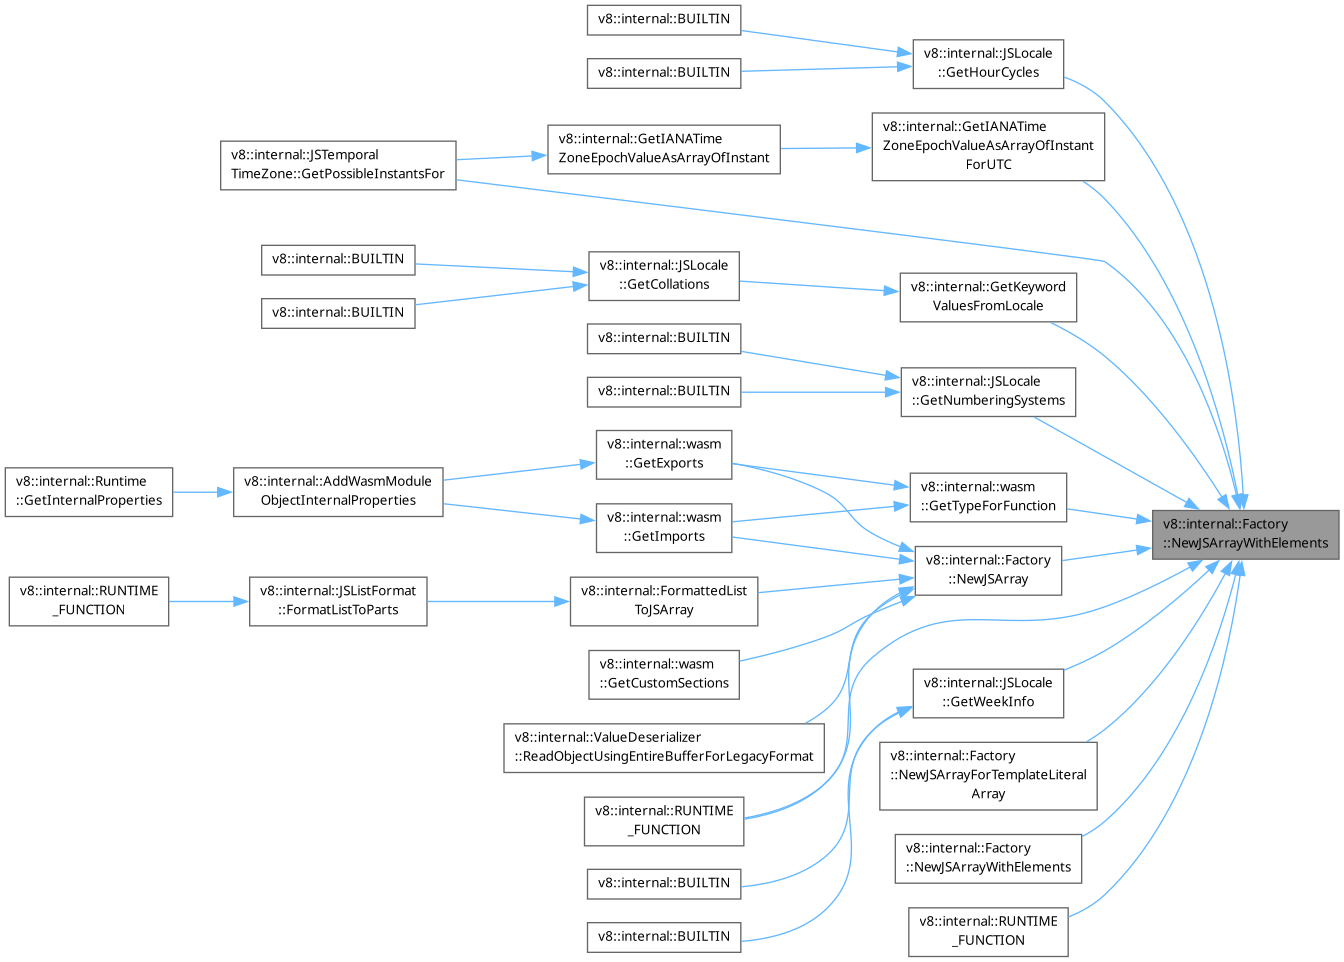 v8::internal::BUILTIN
v8::internal::JSLocale
::GetHourCycles
v8::internal::BUILTIN
v8::internal::GetIANATime
ZoneEpochValueAsArrayOfInstant
ForUTC
v8::internal::GetIANATime
ZoneEpochValueAsArrayOfInstant
v8::internal::JSTemporal
TimeZone::GetPossibleInstantsFor
v8::internal::BUILTIN
v8::internal::JSLocale
::GetCollations
v8::internal::GetKeyword
ValuesFromLocale
v8::internal::BUILTIN
v8::internal::BUILTIN
v8::internal::JSLocale
::GetNumberingSystems
v8::internal::BUILTIN
v8::internal::wasm
::GetExports
v8::internal::Runtime
::GetInternalProperties
v8::internal::AddWasmModule
ObjectInternalProperties
v8::internal::wasm
::GetTypeForFunction
v8::internal::wasm
::GetImports
v8::internal::Factory
::NewJSArrayWithElements
v8::internal::Factory
::NewJSArray
v8::internal::RUNTIME
_FUNCTION
v8::internal::JSListFormat
::FormatListToParts
v8::internal::FormattedList
ToJSArray
v8::internal::wasm
::GetCustomSections
v8::internal::JSLocale
::GetWeekInfo
v8::internal::ValueDeserializer
::ReadObjectUsingEntireBufferForLegacyFormat
v8::internal::Factory
::NewJSArrayForTemplateLiteral
Array
v8::internal::RUNTIME
_FUNCTION
v8::internal::Factory
::NewJSArrayWithElements
v8::internal::BUILTIN
v8::internal::RUNTIME
_FUNCTION
v8::internal::BUILTIN